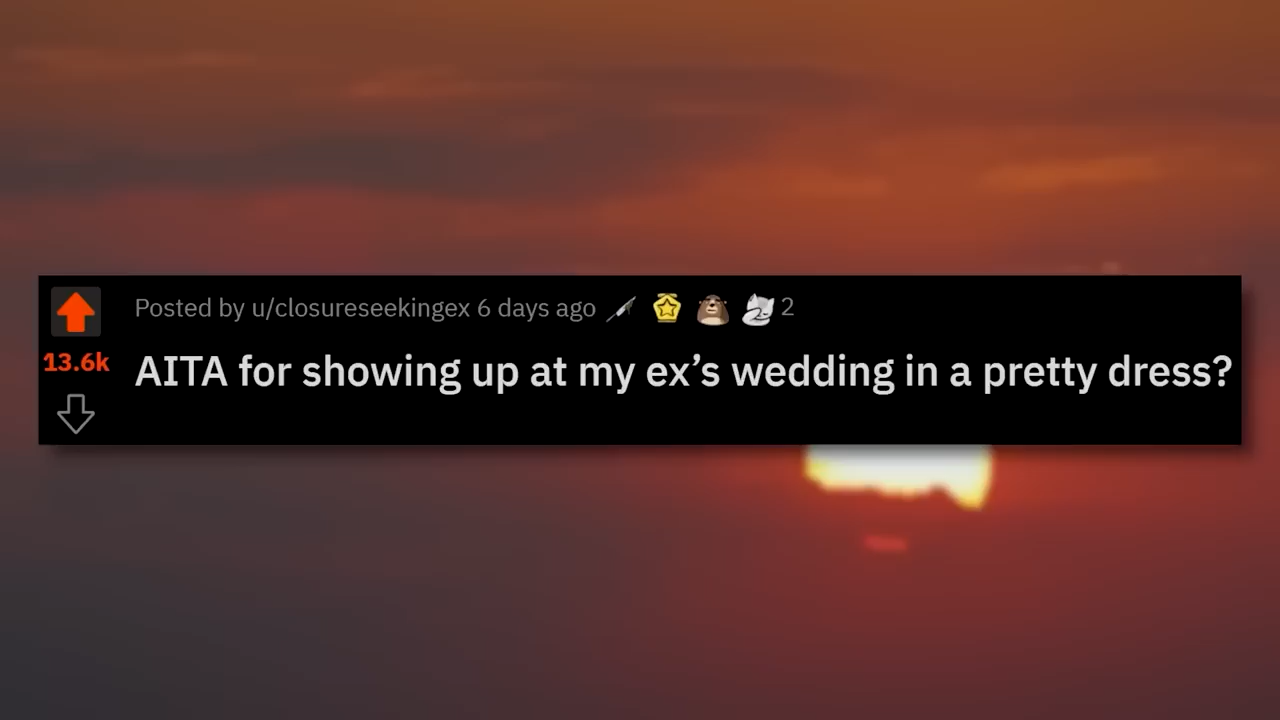 Posted by u/closureseekingex 6 days ago 2
13.6k
AITA for showing up at my ex’s wedding in a pretty dress?